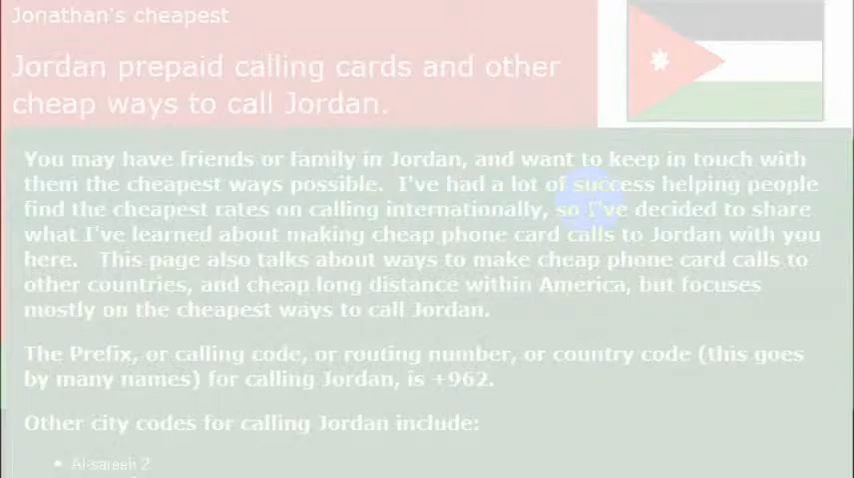 Jonathan's cheapest
Jordan prepaid calling cards and other
cheap ways to call Jordan.
You may have friends or family in Jordan, and want to keep in touch with
them the cheapest ways possible.  I've had a lot of success helping people
find the cheapest rates on calling internationally, so I've decided to share
what I've learned about making cheap phone card calls to Jordan with you
here.   This page also talks about ways to make cheap phone card calls to
other countries, and cheap long distance within America, but focuses
mostly on the cheapest ways to call Jordan.
The Prefix, or calling code, or routing number, or country code (this goes
by many names) for calling Jordan, is +962.
Other city codes for calling Jordan include:
• Al-sareeh 2